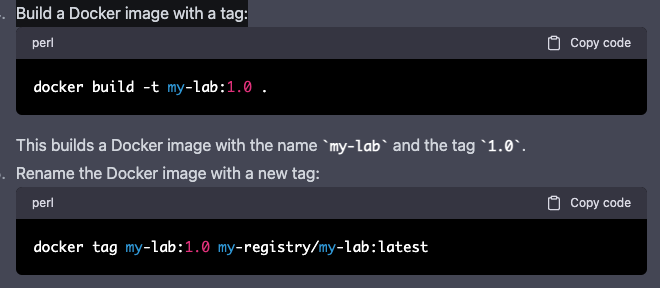 . Build a Docker image with a tag:
perl Copy code
docker build -t my-lab:1.0 .
This builds a Docker image with the name `my-lab` and the tag `1.0`.
. Rename the Docker image with a new tag:
perl Copy code
docker tag my-lab:1.0 my-registry/my-lab:latest